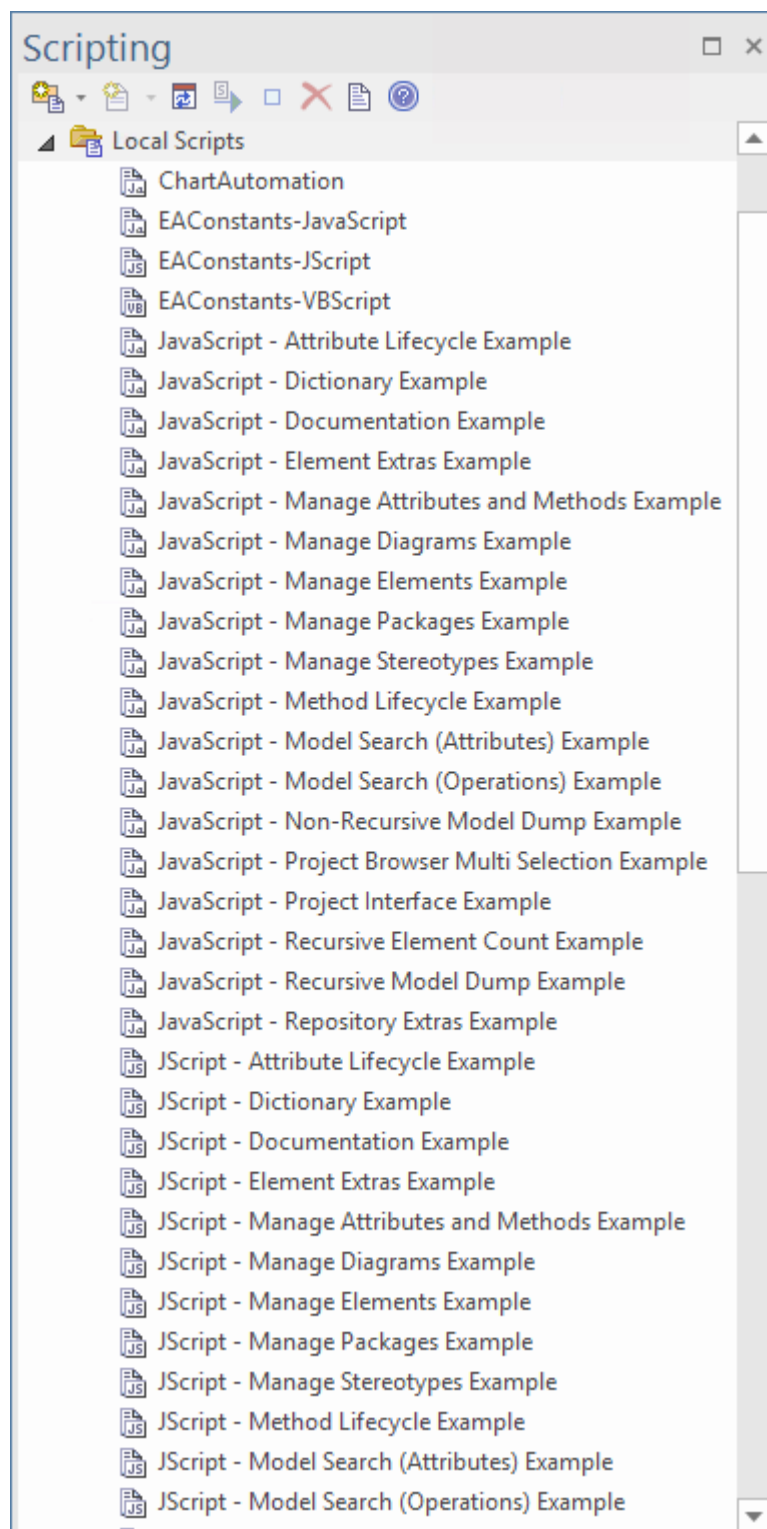 Scripting
Local Scripts
ChartAutomation
EAConstants-JavaScript
EAConstants-JScript
EAConstants-VBScript
JavaScript - Attribute Lifecycle Example
JavaScript - Dictionary Example
JavaScript - Documentation Example
JavaScript - Element Extras Example
JavaScript - Manage Attributes and Methods Example
JavaScript - Manage Diagrams Example
JavaScript - Manage Elements Example
JavaScript - Manage Packages Example
JavaScript - Manage Stereotypes Example
JavaScript - Method Lifecycle Example
JavaScript - Model Search (Attributes) Example
JavaScript - Model Search (Operations) Example
JavaScript - Non-Recursive Model Dump Example
JavaScript - Project Browser Multi Selection Example
JavaScript - Project Interface Example
JavaScript - Recursive Element Count Example
JavaScript - Recursive Model Dump Example
JavaScript - Repository Extras Example
JScript - Attribute Lifecycle Example
JScript - Dictionary Example
JScript - Documentation Example
JScript - Element Extras Example
JScript - Manage Attributes and Methods Example
JScript - Manage Diagrams Example
JScript - Manage Elements Example
JScript - Manage Packages Example
JScript - Manage Stereotypes Example
JScript - Method Lifecycle Example
JScript - Model Search (Attributes) Example
JScript - Model Search (Operations) Example